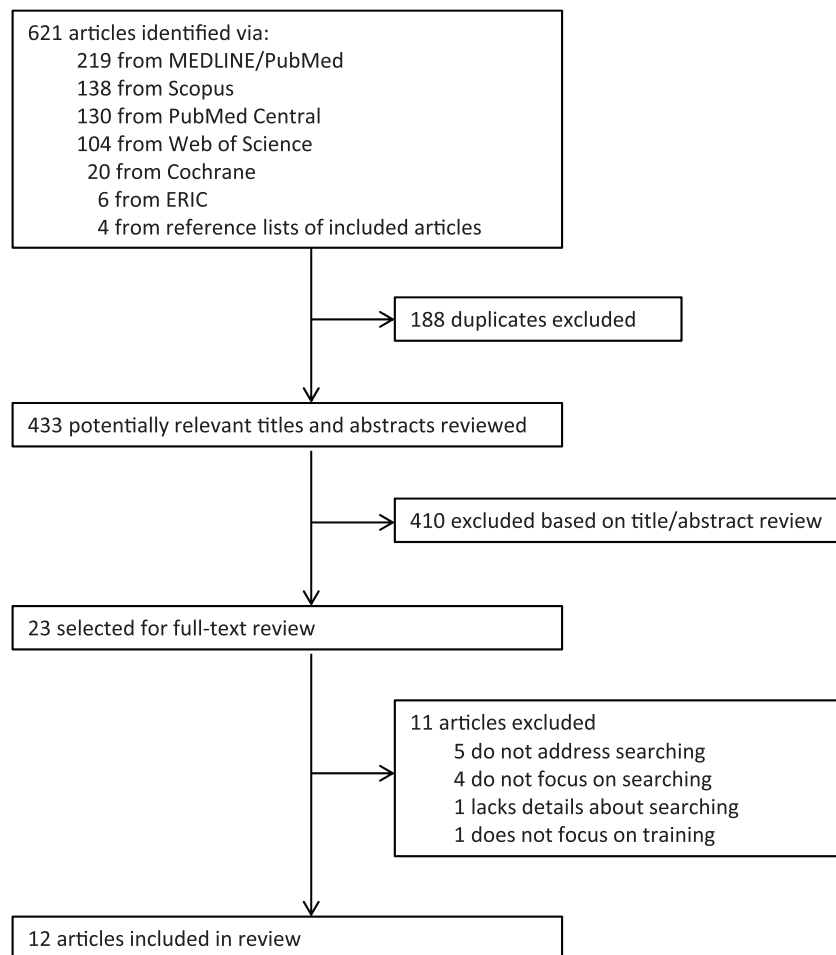 621 articles identified via:
219 from MEDLINE/PubMed
138 from Scopus
130 from PubMed Central
104 from Web of Science
20 from Cochrane
6 from ERIC
4 from reference lists of included articles
188 duplicates excluded
433 potentially relevant titles and abstracts reviewed
410 excluded based on title/abstract review
23 selected for full-text review
11 articles excluded
5 do not address searching
4 do not focus on searching
1 lacks details about searching
1 does not focus on training
12 articles included in review